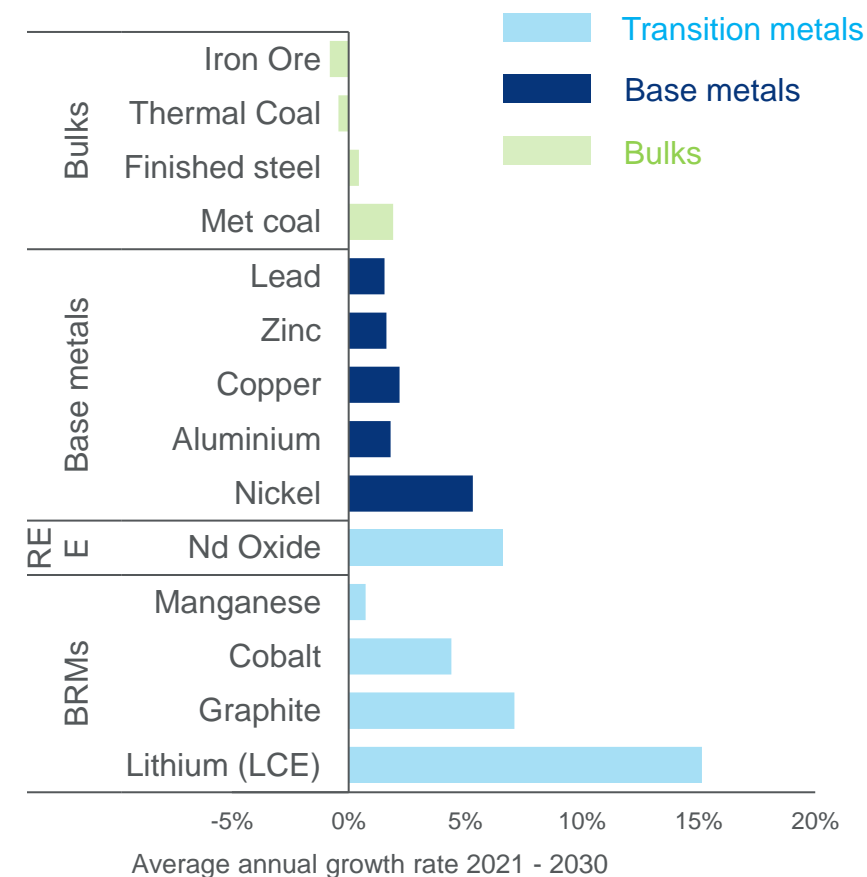 Transition metals
Base metals
Bulks
Bulks
Iron Ore
Thermal Coal
Finished steel
Met coal
Base metals
Lead
Zinc
Copper
Aluminium
Nickel
RE
E
Nd Oxide
BRMs
Manganese
Cobalt
Graphite
Lithium (LCE)
-5% 0% 5% 10% 15% 20%
Average annual growth rate 2021 - 2030